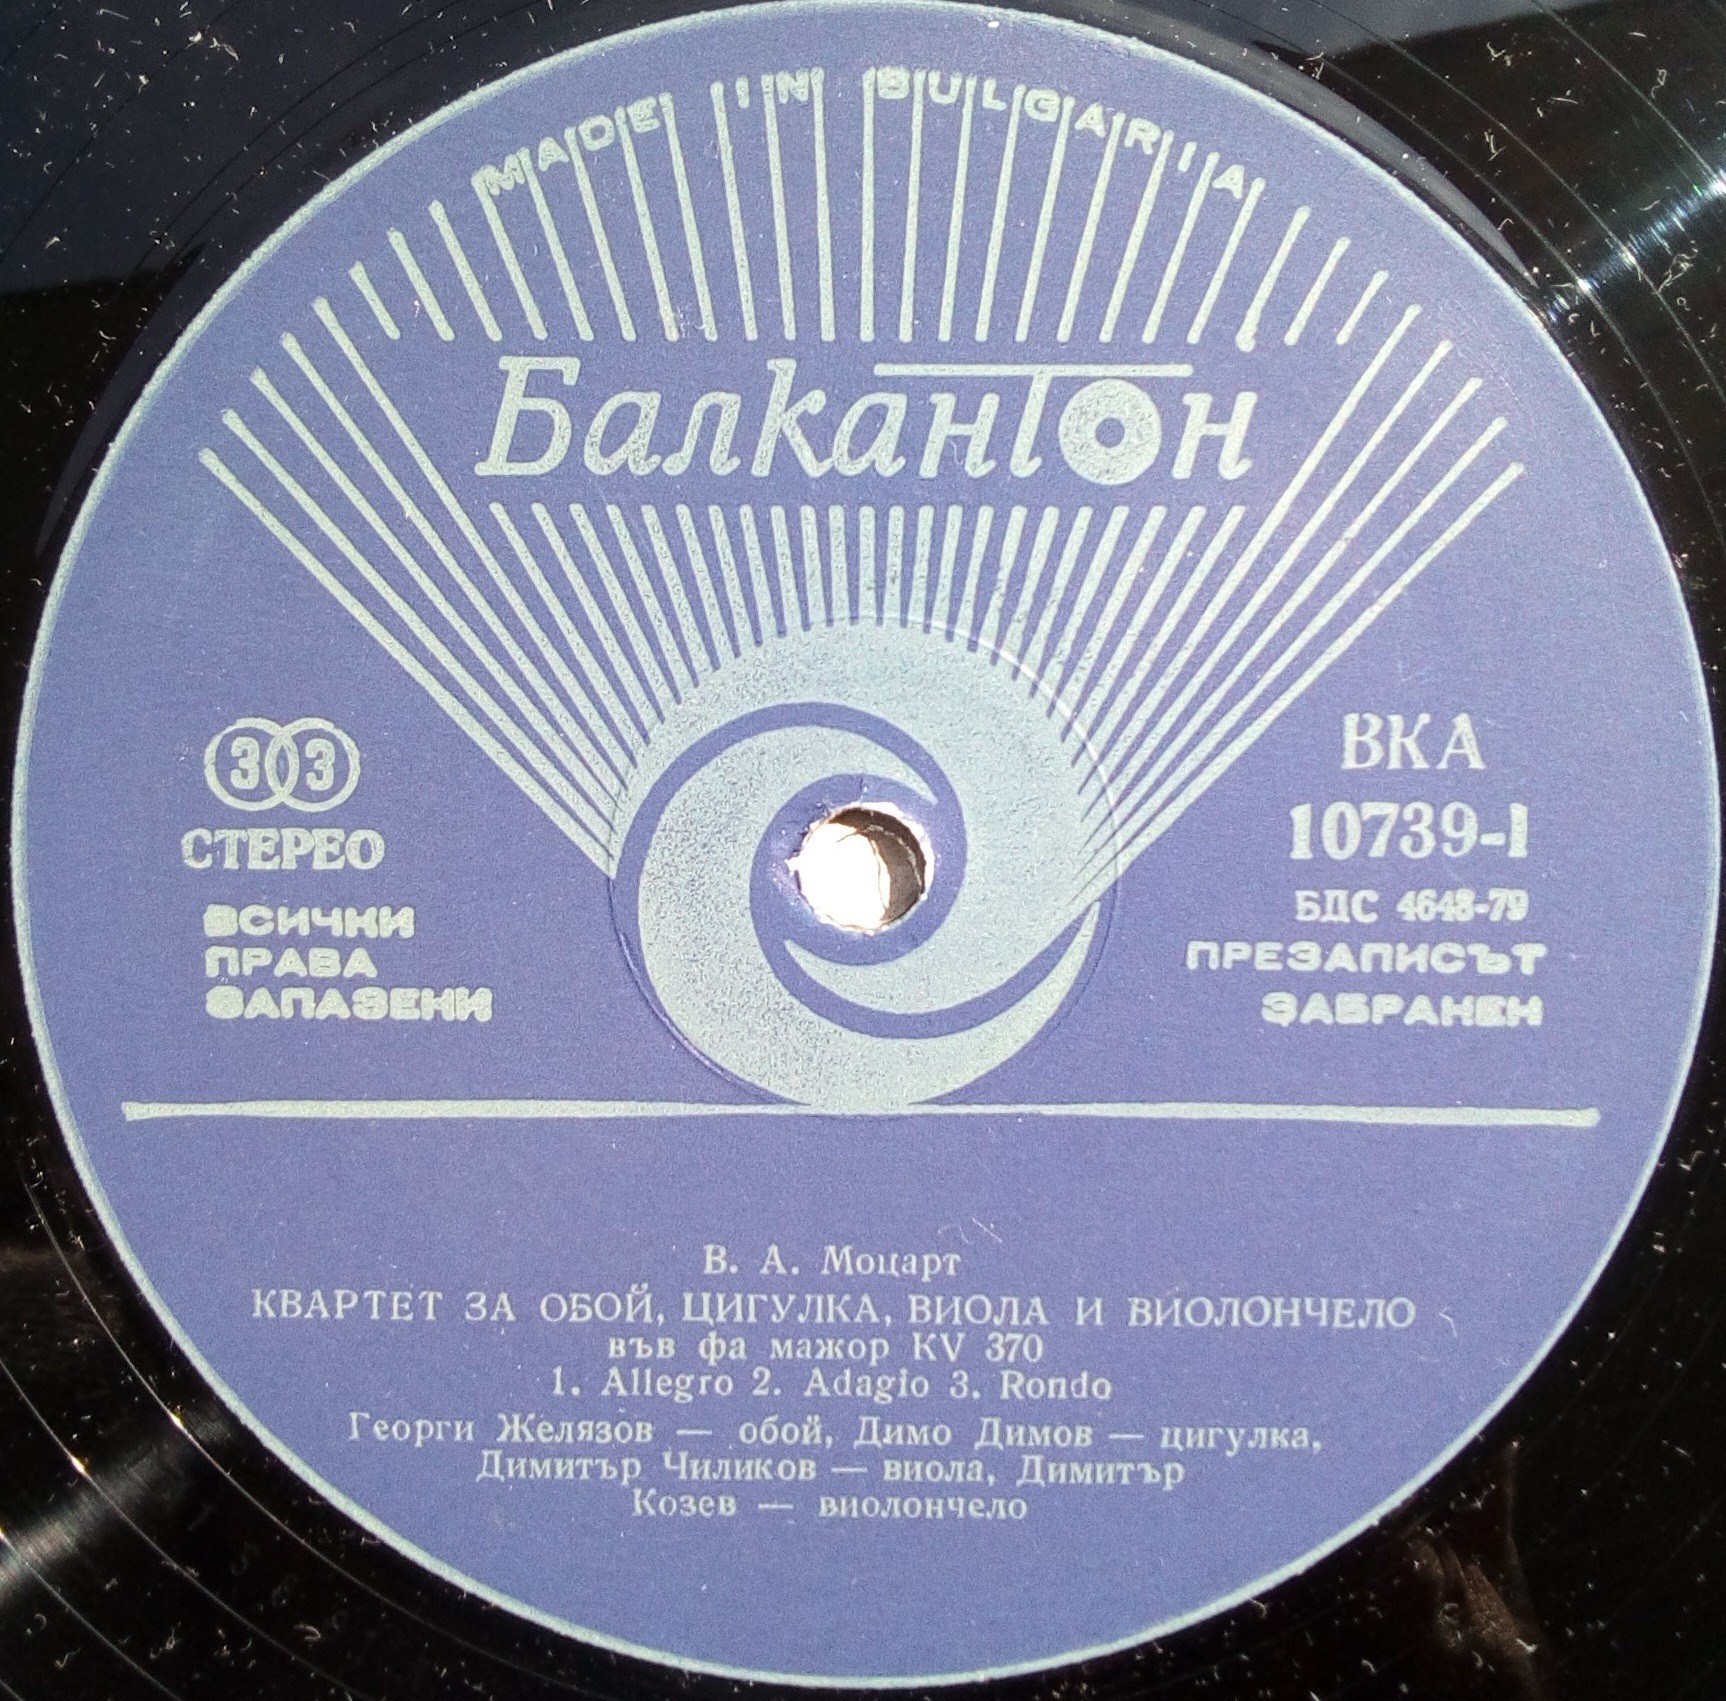 MADE IN BULGARIA
Балкантон
33
СТЕРЕО
ВСИЧКИ
ПРАВА
ЗАПАЗЕНИ
ВКА
10739-I
БДС 4648-79
ПРЕЗАПИСЪТ
ЗАБРАНЕН
В. А. Моцарт
КВАРТЕТ ЗА ОБОЙ, ЦИГУЛКА, ВИОЛА И ВИОЛОНЧЕЛО
във фа мажор KV 370
1. Allegro 2. Adagio 3. Rondo
Георги Желязов — обой, Димо Димов — цигулка,
Димитър Чиликов — виола, Димитър
Козев — виолончело